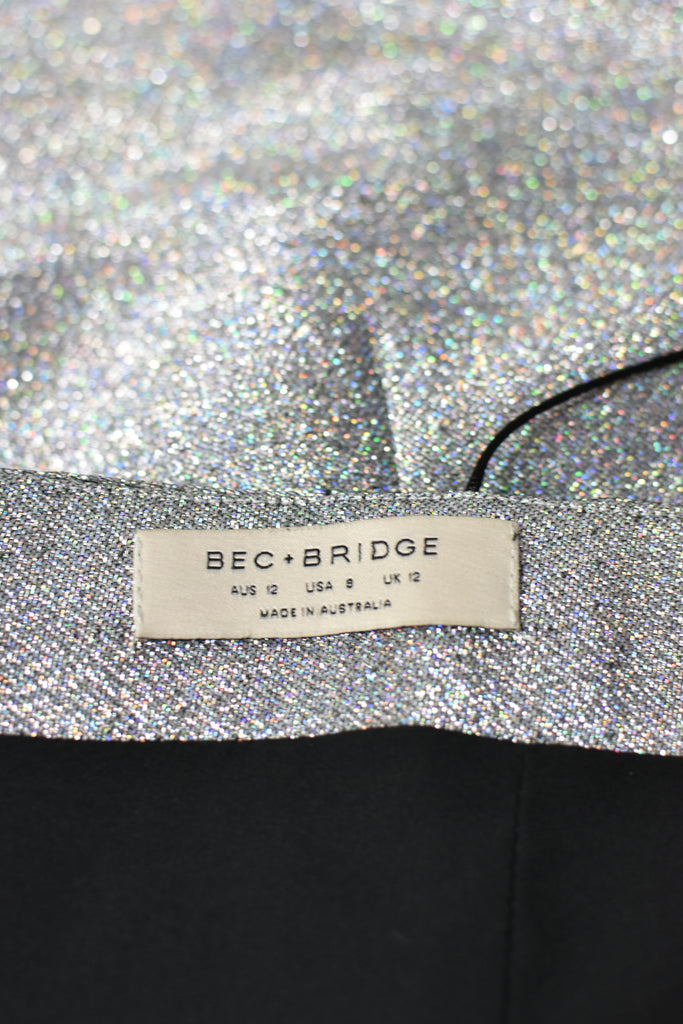 BEC + BRIDGE
AUS 12 USA 8 UK 12
MADE IN AUSTRALIA